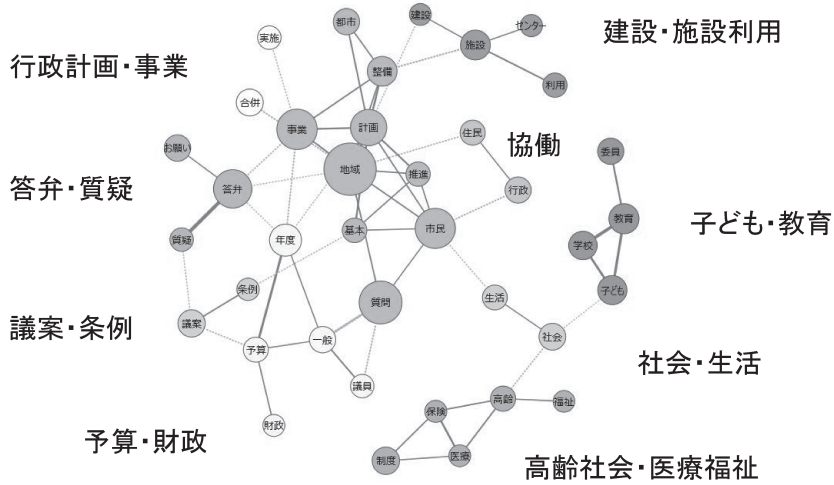 建設
都市
センター
建設・施設利用
実施
施設
行政計画・事業
整備
利用
合併
事業
計画
住民
協働
お願い
委員
地域
推進
答弁・質疑
答弁
行政
教育
子ども・教育
質疑
年度
基本
市民
学校
条例
生活
子ども
議案・条例
議案
質問
予算
一般
社会
社会・生活
議員
高齢
福祉
保険
財政
予算・財政
制度
医療
高齢社会・医療福祉